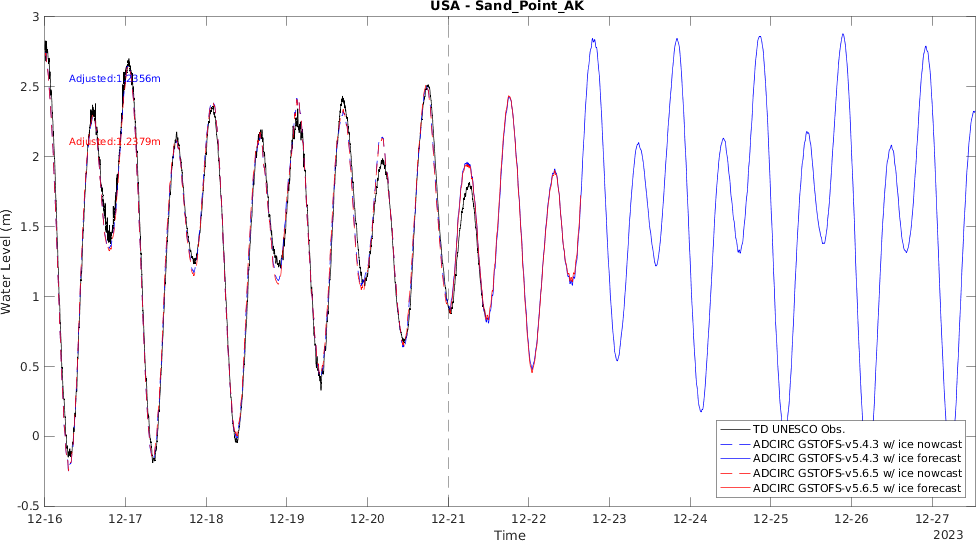 USA - Sand_Point_AK
3
2.5
2
1.5
1
0.5
0
-0.5
Water Level (m)
Adjusted:1.2356m
Adjusted:1.2379m
TD UNESCO Obs.
ADCIRC GSTOFS-v5.4.3 w/ ice nowcast
ADCIRC GSTOFS-v5.4.3 w/ ice forecast
ADCIRC GSTOFS-v5.6.5 w/ ice nowcast
ADCIRC GSTOFS-v5.6.5 w/ ice forecast
12-16 12-17 12-18 12-19 12-20 12-21 12-22 12-23 12-24 12-25 12-26 12-27
Time
2023